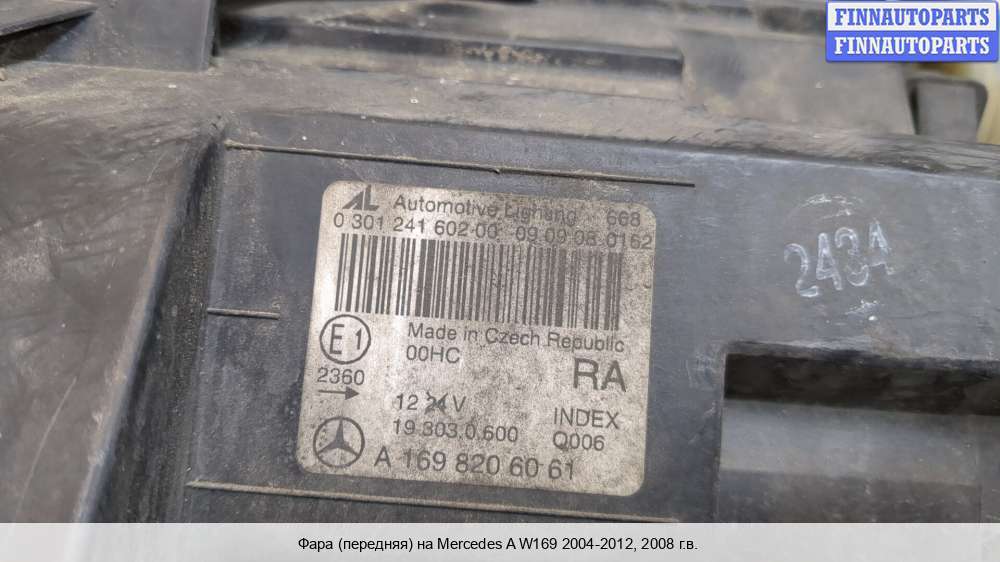 FINNAUTOPARTS
FINNAUTOPARTS
AL Automotive Lighting 668
0 301 241 602-00 09.09.08 0162
2434
Made in Czech Republic
E1
00HC
RA
2360
12 24 V
INDEX
19.303.0.600
Q006
A 169 820 60 61
Фара (передняя) на Mercedes A W169 2004-2012, 2008 г.в.